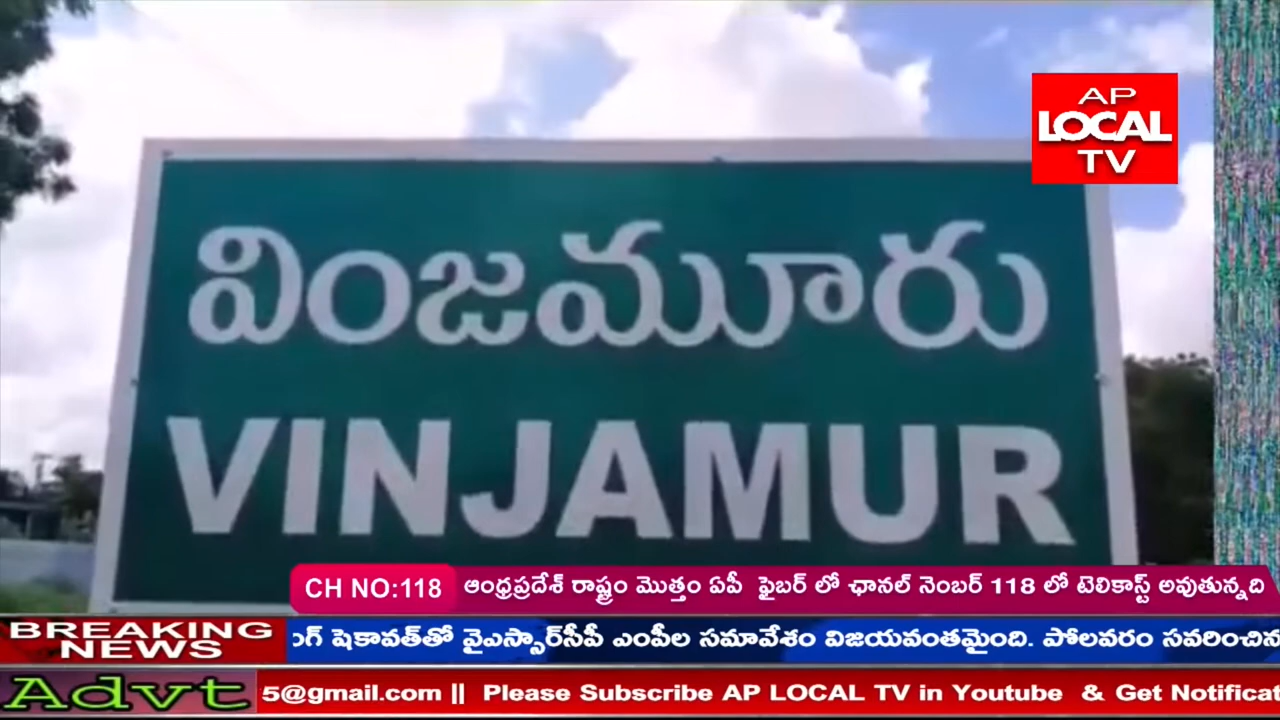 AP
LOCAL
TV
వింజమూరు
VINJAMUR
CH NO:118 ఆంధ్రప్రదేశ్ రాష్ట్రం మొత్తం ఏపీ ఫైబర్ లో ఛానల్ నెంబర్ 118 లో టెలికాస్ట్ అవుతున్నది
BREAKING
NEWS
ంగ్ షెకావత్‌తో వైఎస్సార్‌సీపీ ఎంపీల సమావేశం విజయవంతమైంది. పోలవరం సవరించిన
Advt 5@gmail.com || Please Subscribe AP LOCAL TV in Youtube & Get Notificat